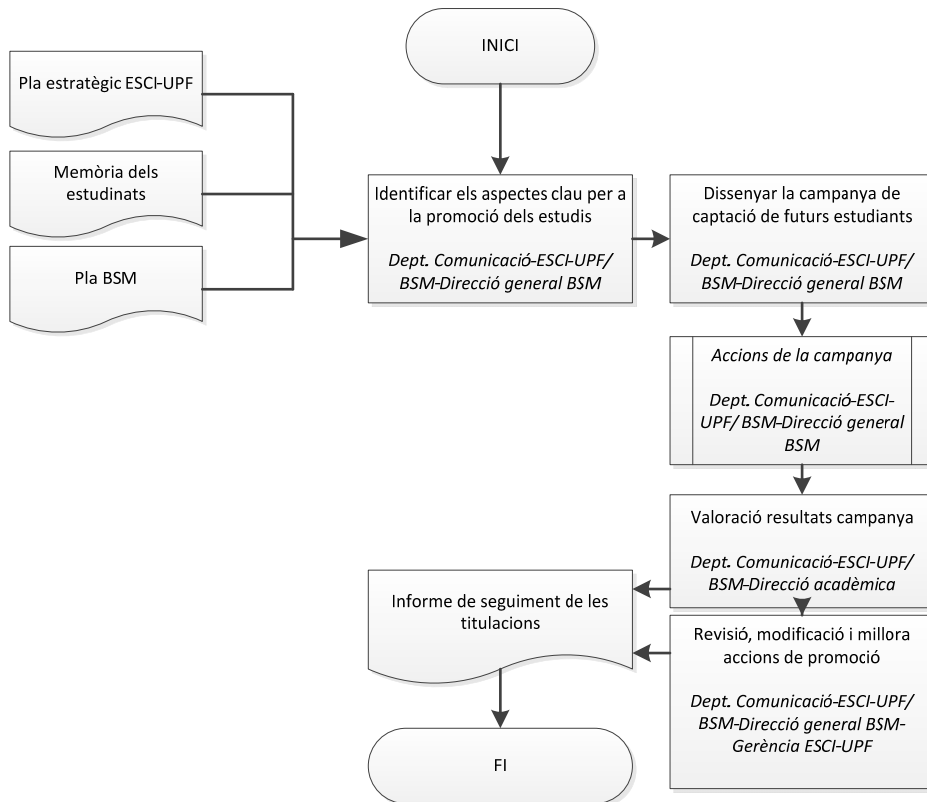 INICI
Pla estratègic ESCI-UPF
Memòria dels
estudinats
Pla BSM
Identificar els aspectes clau per a
la promoció dels estudis
Dept. Comunicació-ESCI-UPF/
BSM-Direcció general BSM
Dissenyar la campanya de
captació de futurs estudiants
Dept. Comunicació-ESCI-UPF/
BSM-Direcció general BSM
Accions de la campanya
Dept. Comunicació-ESCI-
UPF/ BSM-Direcció general
BSM
Valoració resultats campanya
Dept. Comunicació-ESCI-UPF/
BSM-Direcció acadèmica
Informe de seguiment de les
titulacions
Revisió, modificació i millora
accions de promoció
Dept. Comunicació-ESCI-UPF/
BSM-Direcció general BSM-
Gerència ESCI-UPF
FI